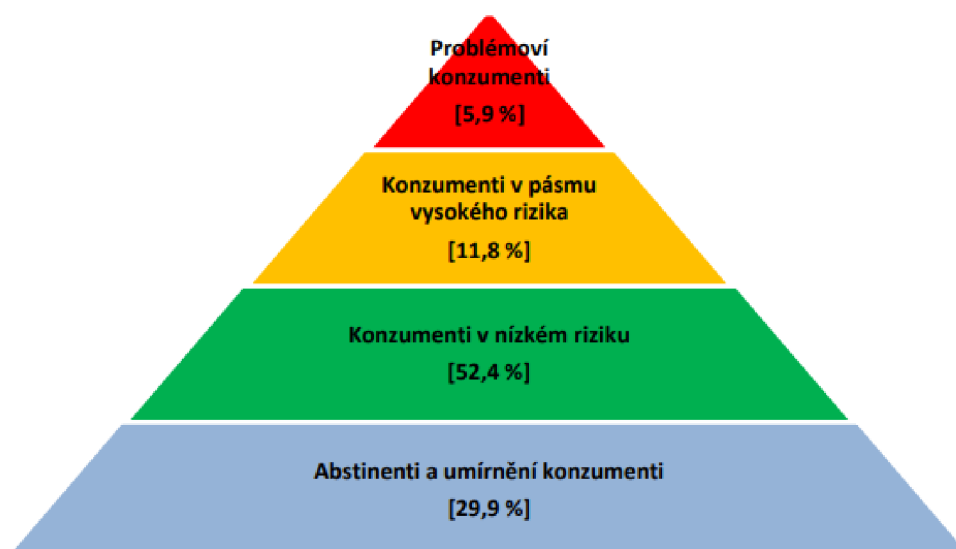 Problémoví
konzumenti
[5,9 %]
Konzumenti v pásmu
vysokého rizika
[11,8 %]
Konzumenti v nízkém riziku
[52,4 %]
Abstinenti a umírnění konzumenti
[29,9 %]